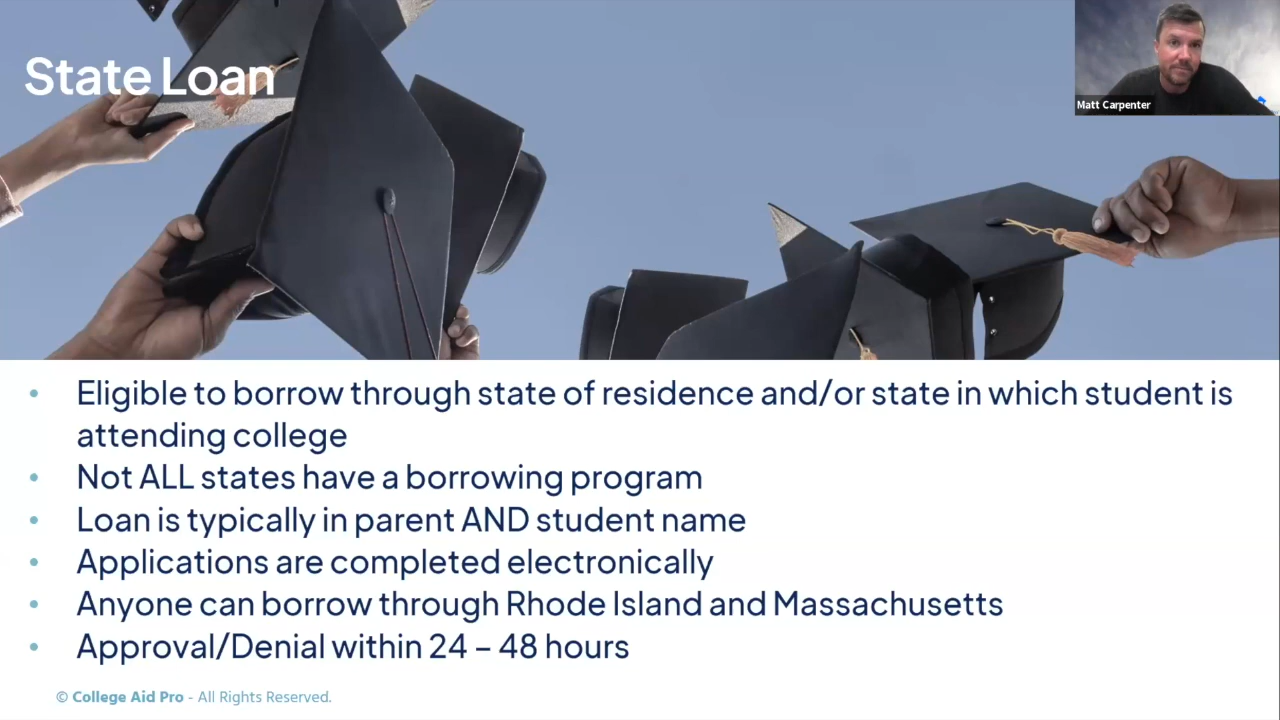 State Loan
Matt Carpenter
• Eligible to borrow through state of residence and/or state in which student is
attending college
• Not ALL states have a borrowing program
• Loan is typically in parent AND student name
• Applications are completed electronically
• Anyone can borrow through Rhode Island and Massachusetts
• Approval/Denial within 24 – 48 hours
© College Aid Pro - All Rights Reserved.